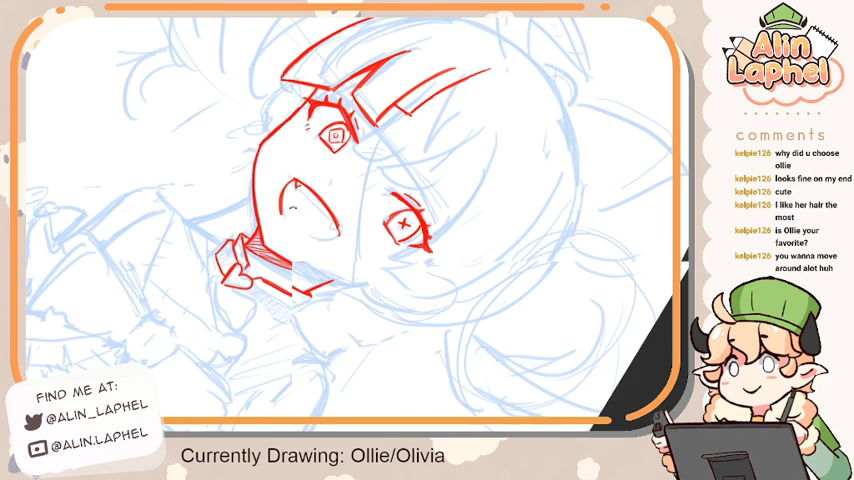 Alin
Laphel
comments
kelpie126 why did u choose
ollie
kelpie126 looks fine on my end
kelpie126 cute
kelpie126 I like her hair the
most
kelpie126 is Ollie your
favorite?
kelpie126 you wanna move
around alot huh
FIND ME AT:
@ALIN_LAPHEL
@ALIN.LAPHEL
Currently Drawing: Ollie/Olivia